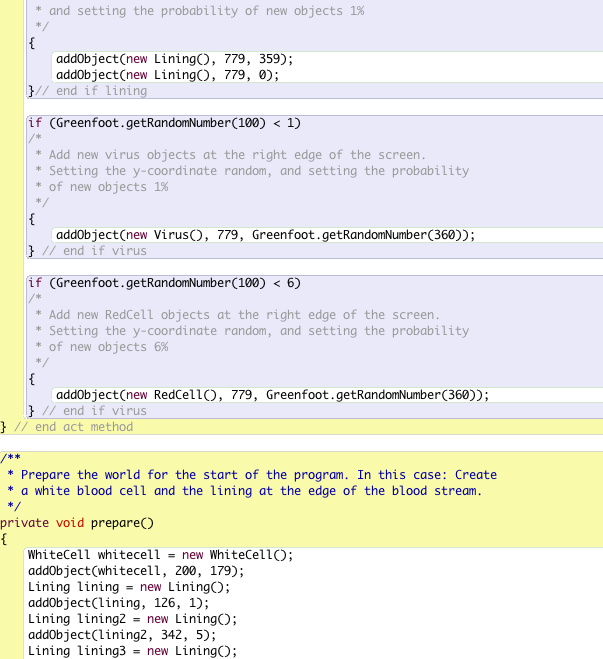 * and setting the probability of new objects 1%
*/
{
addObject(new Lining(), 779, 359);
addObject(new Lining(), 779, 0);
}// end if lining
if (Greenfoot.getRandomNumber(100) < 1)
/*
* Add new virus objects at the right edge of the screen.
* Setting the y-coordinate random, and setting the probability
* of new objects 1%
*/
{
addObject(new Virus(), 779, Greenfoot.getRandomNumber(360));
} // end if virus
if (Greenfoot.getRandomNumber(100) < 6)
/*
* Add new RedCell objects at the right edge of the screen.
* Setting the y-coordinate random, and setting the probability
* of new objects 6%
*/
{
addObject(new RedCell(), 779, Greenfoot.getRandomNumber(360));
} // end if virus
} // end act method
/**
* Prepare the world for the start of the program. In this case: Create
* a white blood cell and the lining at the edge of the blood stream.
*/
private void prepare()
{
WhiteCell whitecell = new WhiteCell();
addObject(whitecell, 200, 179);
Lining lining = new Lining();
addObject(lining, 126, 1);
Lining lining2 = new Lining();
addObject(lining2, 342, 5);
Lining lining3 = new Lining();